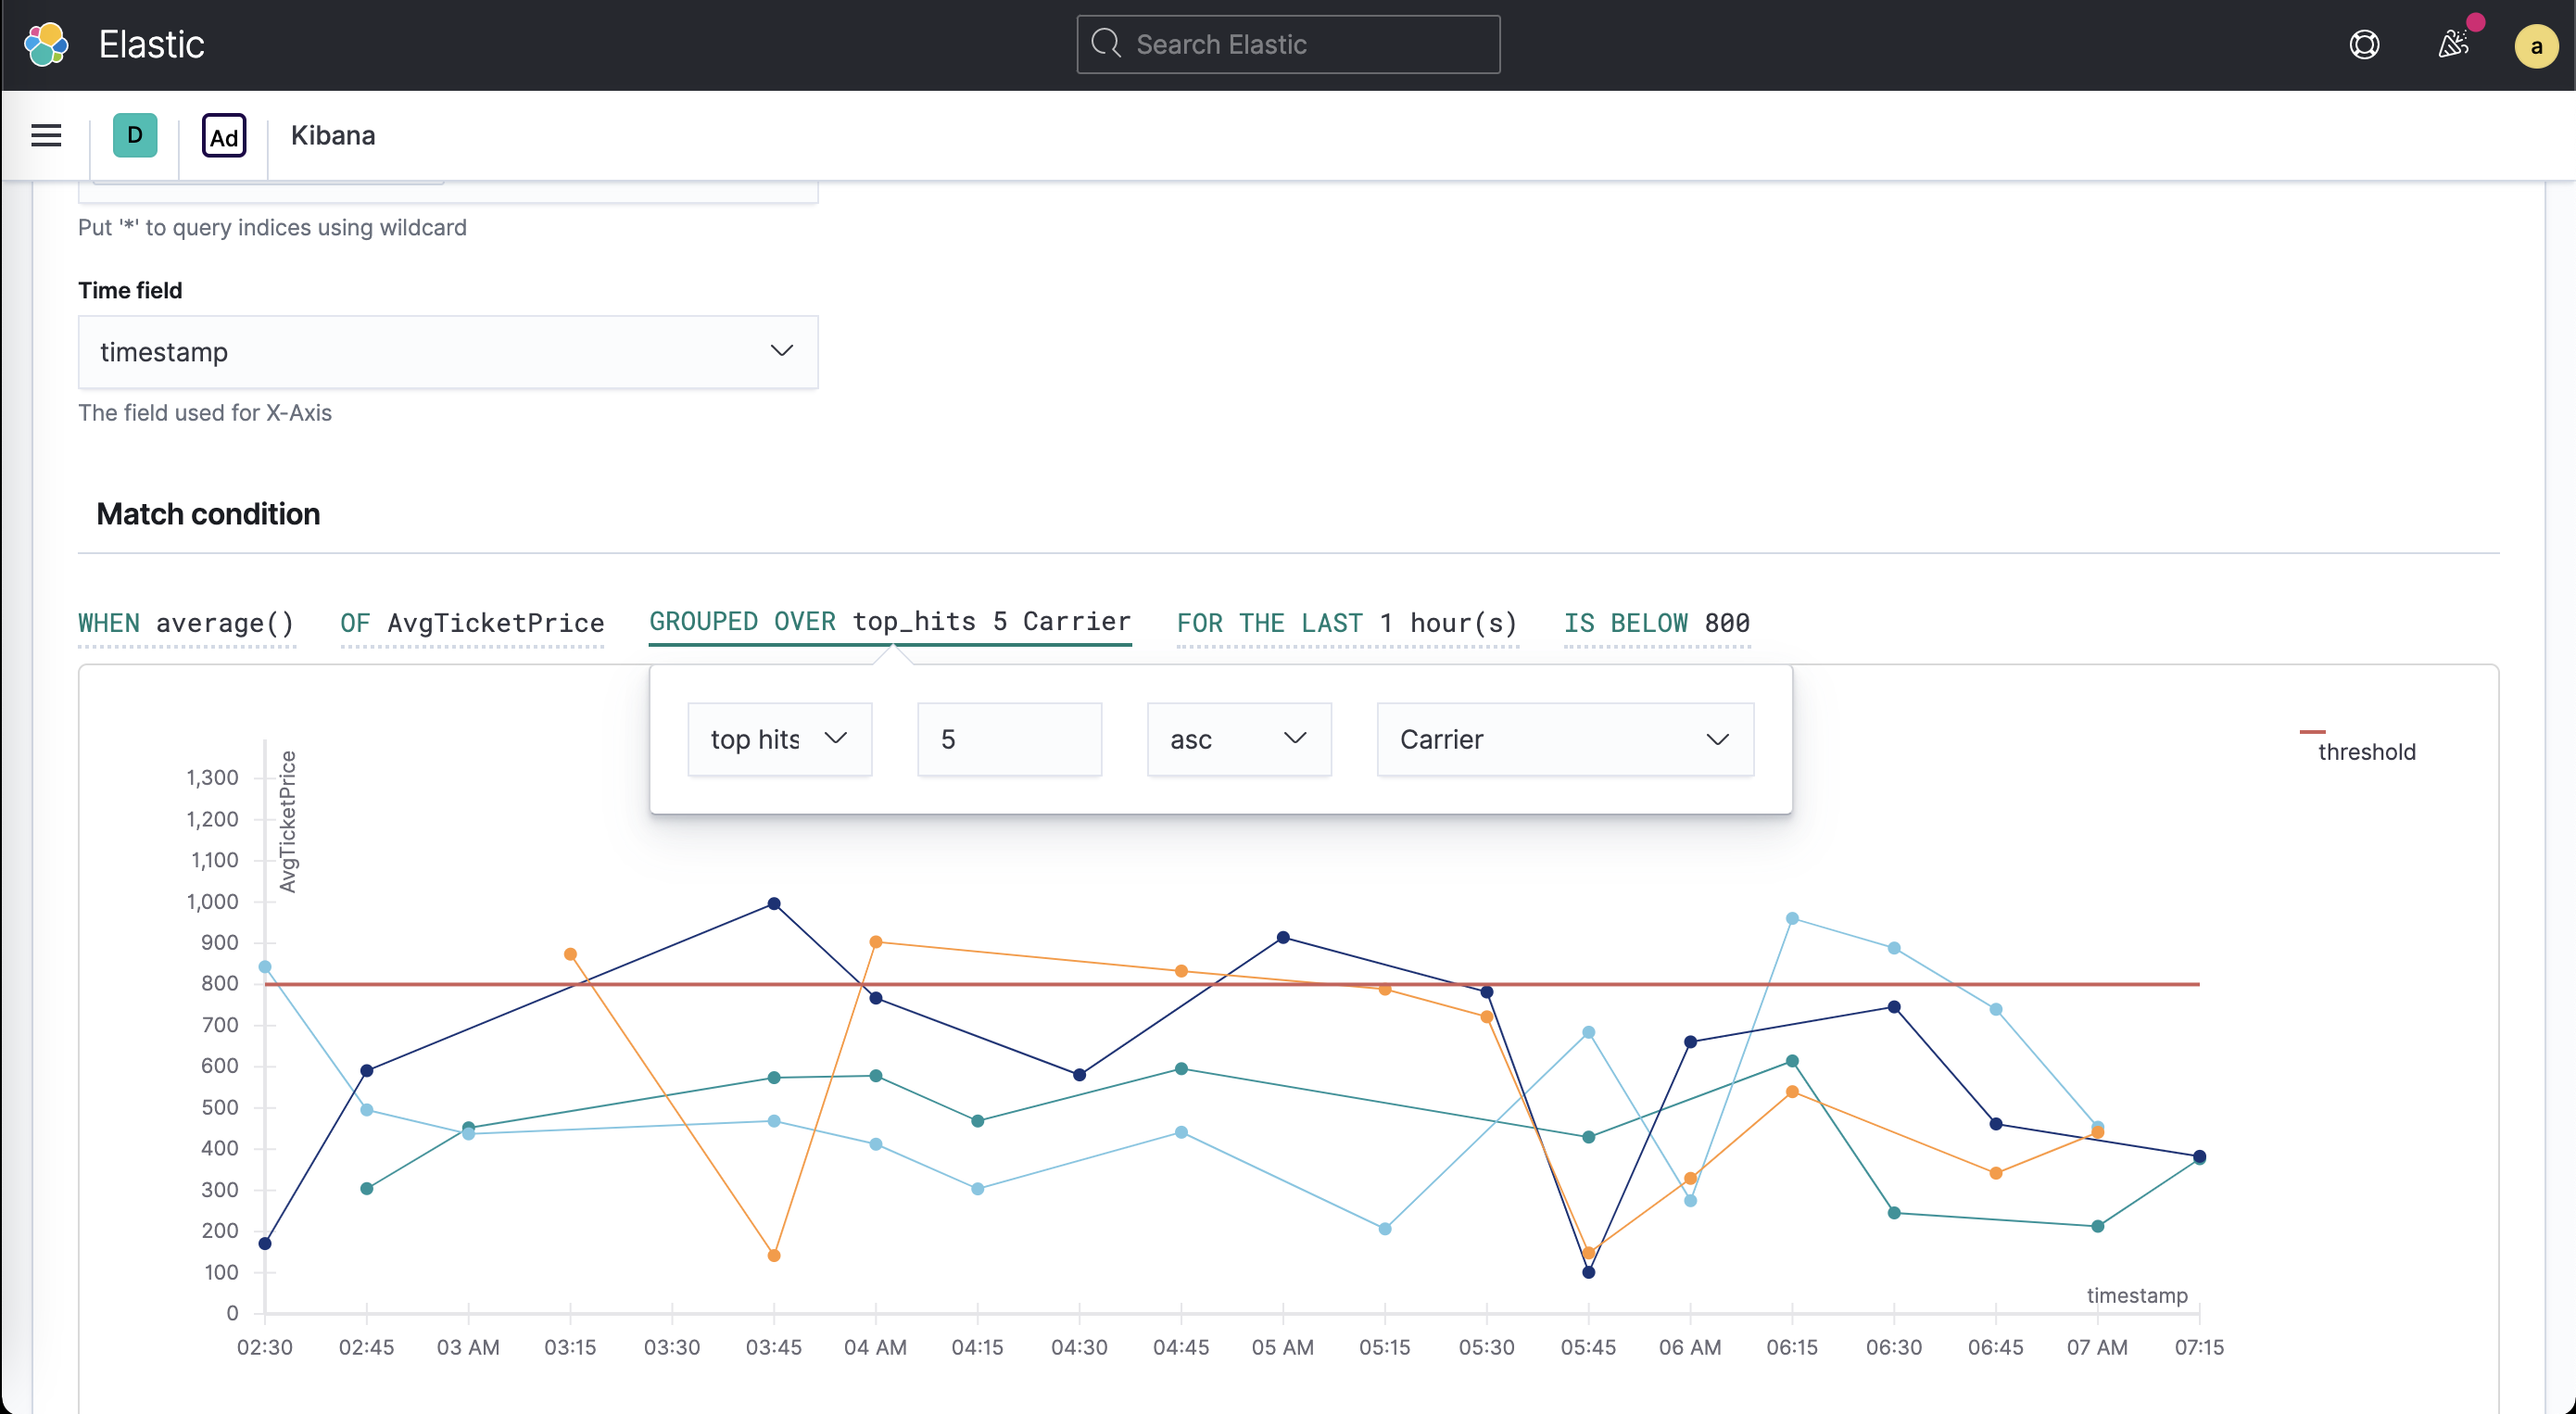 Elastic
Search Elastic
a
D
Ad
Kibana
Put '*' to query indices using wildcard
Time field
timestamp
The field used for X-Axis
Match condition
WHEN average() OF AvgTicketPrice GROUPED OVER top_hits 5 Carrier FOR THE LAST 1 hour(s) IS BELOW 800
top hits 5 asc Carrier
threshold
AvgTicketPrice
1,300
1,200
1,100
1,000
900
800
700
600
500
400
300
200
100
0
timestamp
02:30 02:45 03 AM 03:15 03:30 03:45 04 AM 04:15 04:30 04:45 05 AM 05:15 05:30 05:45 06 AM 06:15 06:30 06:45 07 AM 07:15